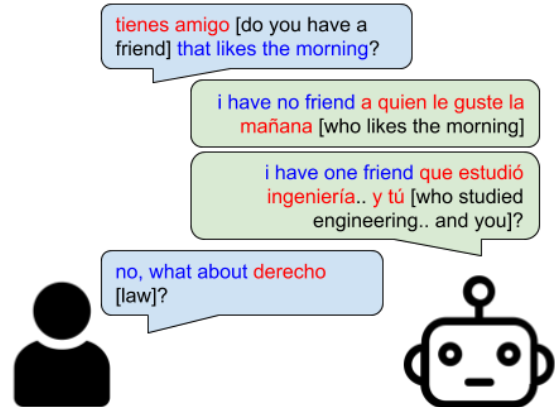 tienes amigo [do you have a
friend] that likes the morning?
i have no friend a quien le guste la
mañana [who likes the morning]
i have one friend que estudió
ingeniería.. y tú [who studied
engineering.. and you]?
no, what about derecho
[law]?